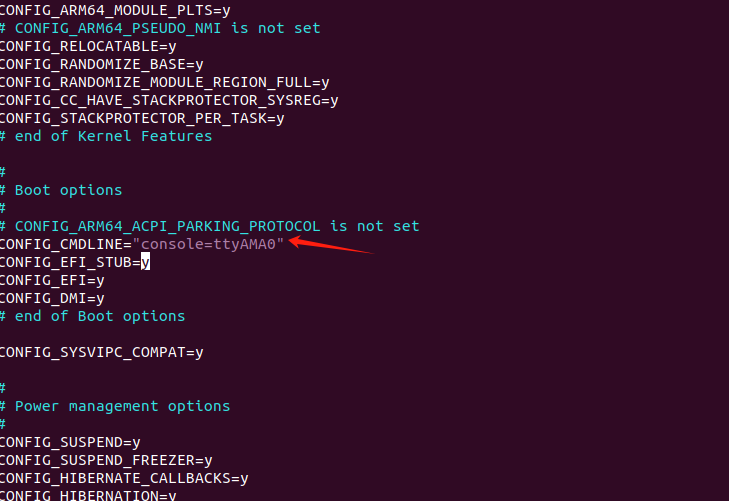 CONFIG_ARM64_MODULE_PLTS=y
# CONFIG_ARM64_PSEUDO_NMI is not set
CONFIG_RELOCATABLE=y
CONFIG_RANDOMIZE_BASE=y
CONFIG_RANDOMIZE_MODULE_REGION_FULL=y
CONFIG_CC_HAVE_STACKPROTECTOR_SYSREG=y
CONFIG_STACKPROTECTOR_PER_TASK=y
# end of Kernel Features
#
# Boot options
#
# CONFIG_ARM64_ACPI_PARKING_PROTOCOL is not set
CONFIG_CMDLINE="console=ttyAMA0"
CONFIG_EFI_STUB=y
CONFIG_EFI=y
CONFIG_DMI=y
# end of Boot options
CONFIG_SYSVIPC_COMPAT=y
#
# Power management options
#
CONFIG_SUSPEND=y
CONFIG_SUSPEND_FREEZER=y
CONFIG_HIBERNATE_CALLBACKS=y
CONFIG_HIBERNATION=y